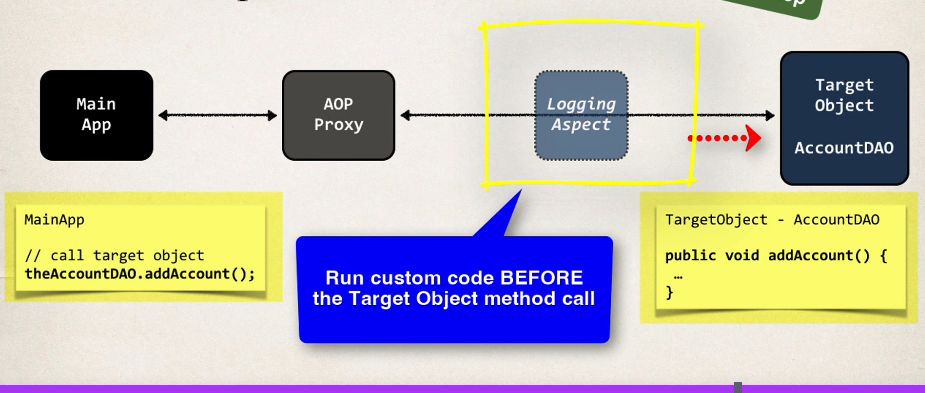 Main
App
AOP
Proxy
Logging
Aspect
Target
Object
AccountDAO
MainApp
// call target object
theAccountDAO.addAccount();
Run custom code BEFORE
the Target Object method call
TargetObject - AccountDAO
public void addAccount() {
…
}